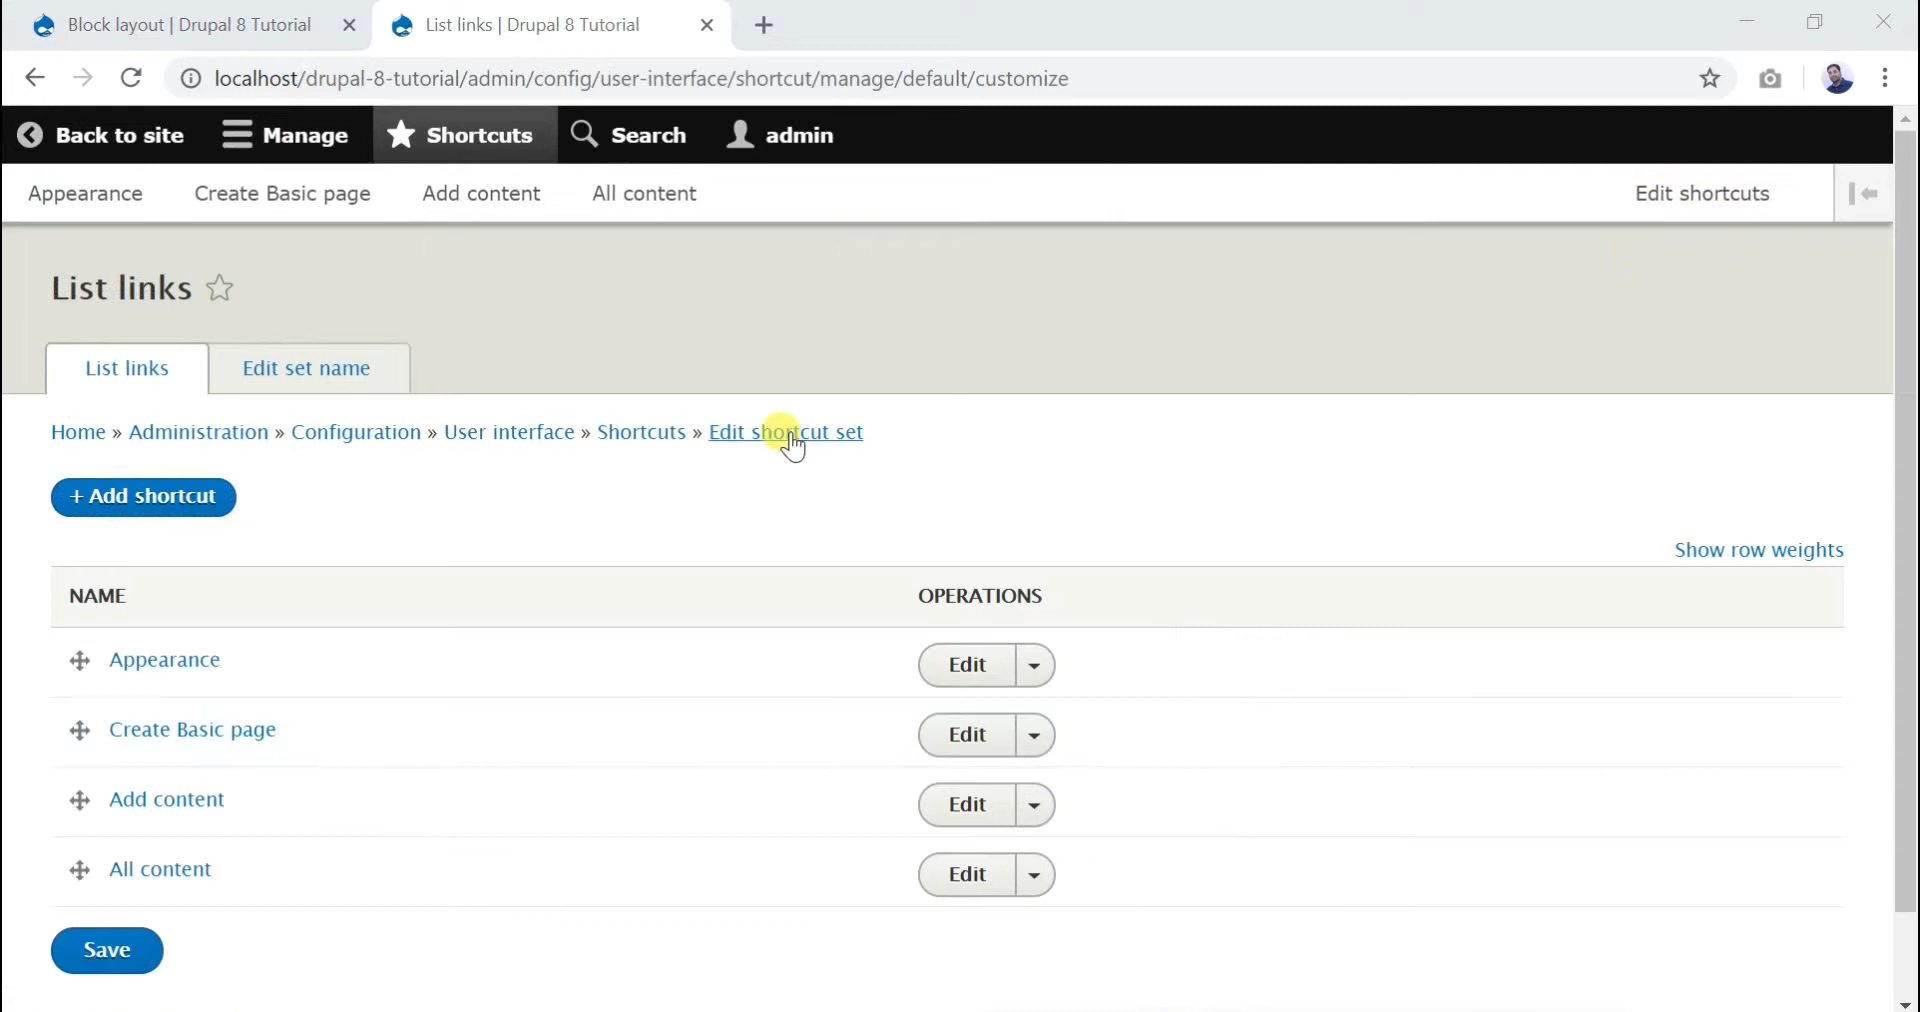 Block layout | Drupal 8 Tutorial
List links | Drupal 8 Tutorial
localhost/drupal-8-tutorial/admin/config/user-interface/shortcut/manage/default/customize
Back to site Manage Shortcuts Search admin
Appearance Create Basic page Add content All content Edit shortcuts
List links
List links Edit set name
Home » Administration » Configuration » User interface » Shortcuts » Edit shortcut set
+ Add shortcut
Show row weights
NAME OPERATIONS
Appearance Edit
Create Basic page Edit
Add content Edit
All content Edit
Save